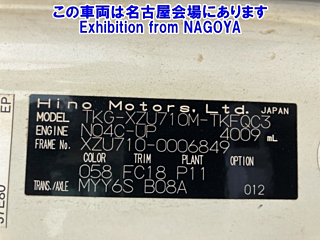 この車両は名古屋会場にあります
Exhibition from NAGOYA
Hino Motors, Ltd. JAPAN
MODEL TKG-XZU710M-TKFQC3
ENGINE N04C-UP 4009 mL
FRAME No. XZU710-0006849
COLOR TRIM PLANT
058 FC18 P11
TRANS./AXLE MYY6S B08A 012
EP